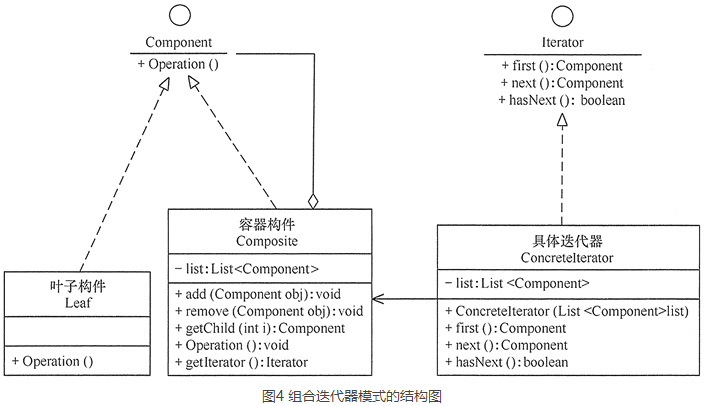 Component
+ Operation ()
Iterator
+ first ():Component
+ next ():Component
+ hasNext (): boolean
容器构件
Composite
- list:List<Component>
+ add (Component obj):void
+ remove (Component obj):void
+ getChild (int i):Component
+ Operation ():void
+ getIterator ():Iterator
具体迭代器
ConcreteIterator
- list:List <Component>
+ ConcreteIterator (List <Component>list)
+ first():Component
+ next ():Component
+ hasNext ():boolean
叶子构件
Leaf
+ Operation ()
图4 组合迭代器模式的结构图